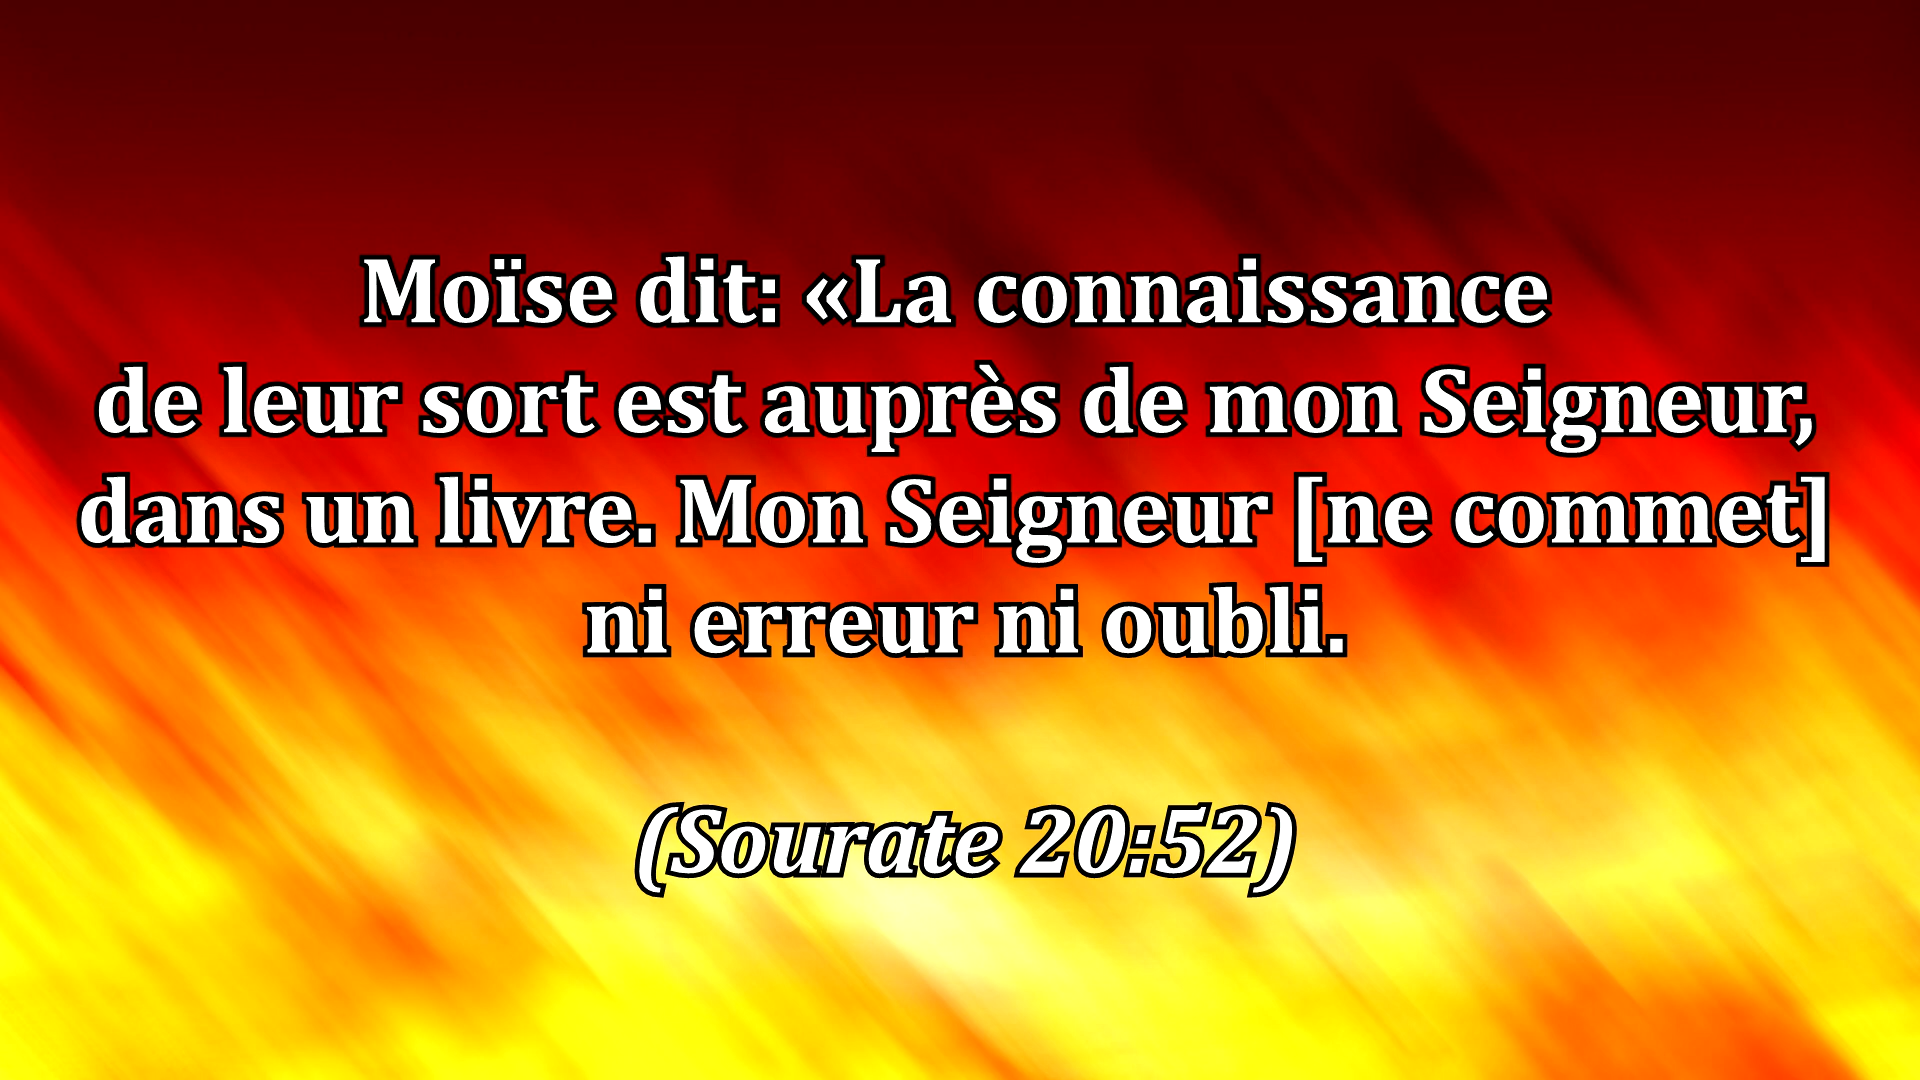 Moïse dit: «La connaissance
de leur sort est auprès de mon Seigneur,
dans un livre. Mon Seigneur [ne commet]
ni erreur ni oubli.
(Sourate 20:52)